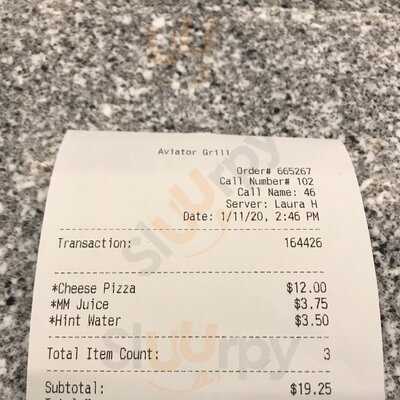 Aviator Grill
Order# 665267
Call Number# 102
Call Name: 46
Server: Laura H
Date: 1/11/20, 2:46 PM
Transaction: 164426
*Cheese Pizza $12.00
*MM Juice $3.75
*Hint Water $3.50
Total Item Count: 3
Subtotal: $19.25
sluurpy
sluurpy